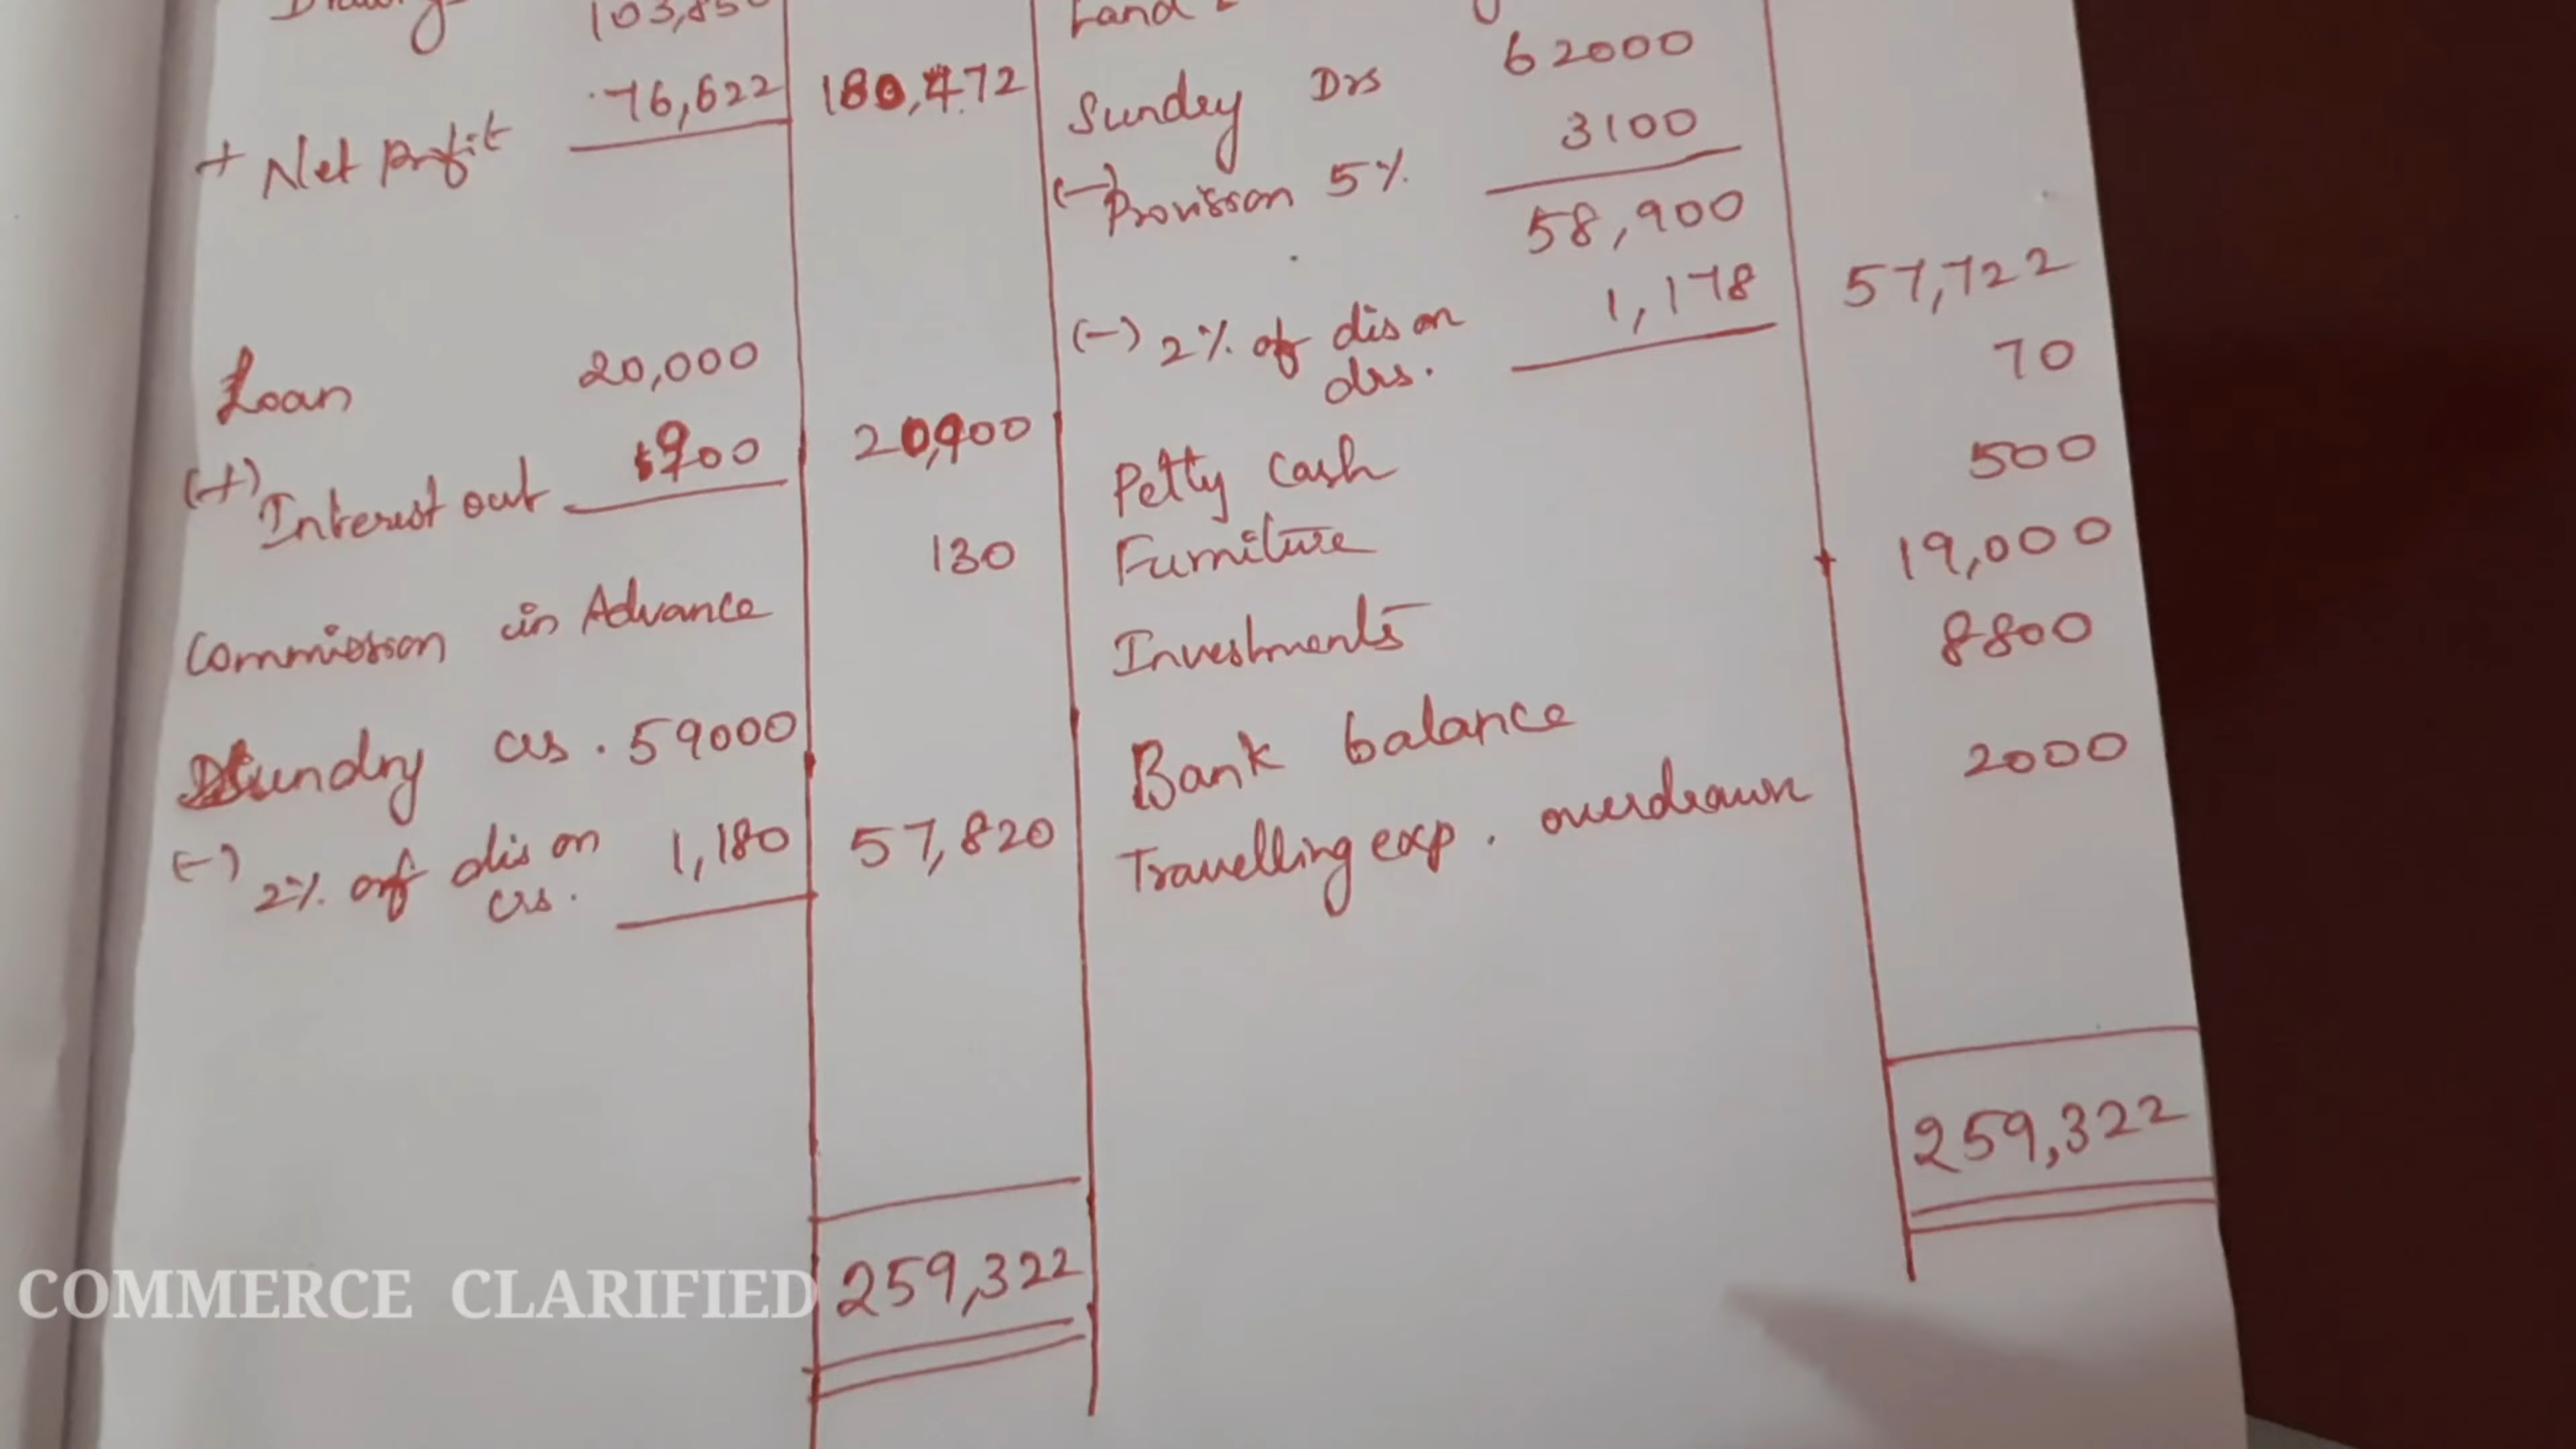 103,850
+ Net profit 76,622 180,472
Loan 20,000
(+) Interest out 900 20,900
Commission in Advance 130
Sundry crs. 59000
(-) 2% of dis on crs. 1,180 57,820
259,322
Land
Sundry Drs 62000
(-) Provision 5% 3100
58,900
(-) 2% of dis on drs. 1,178 57,722
Petty Cash 70
Furniture 500
Investments 19,000
Bank balance 8800
Travelling exp. overdrawn 2000
259,322
COMMERCE CLARIFIED